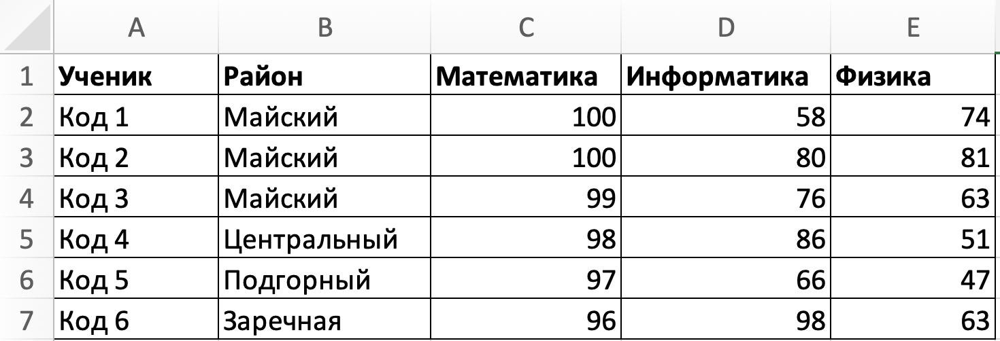 A B C D E
1 Ученик Район Математика Информатика Физика
2 Код 1 Майский 100 58 74
3 Код 2 Майский 100 80 81
4 Код 3 Майский 99 76 63
5 Код 4 Центральный 98 86 51
6 Код 5 Подгорный 97 66 47
7 Код 6 Заречная 96 98 63